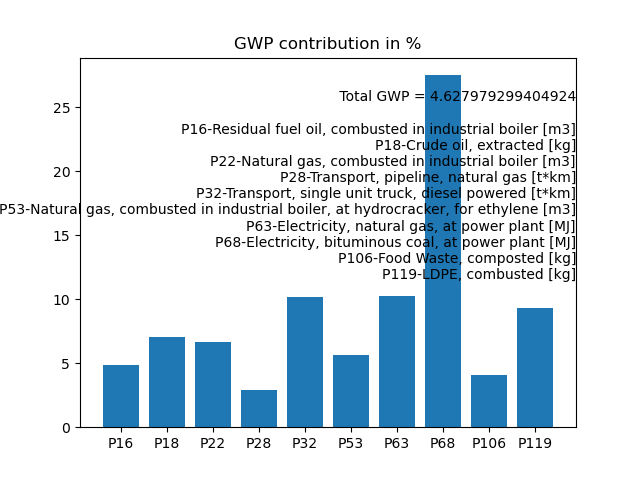 GWP contribution in %
Total GWP = 4.627979299404924
P16-Residual fuel oil, combusted in industrial boiler [m3]
P18-Crude oil, extracted [kg]
P22-Natural gas, combusted in industrial boiler [m3]
P28-Transport, pipeline, natural gas [t*km]
P32-Transport, single unit truck, diesel powered [t*km]
P53-Natural gas, combusted in industrial boiler, at hydrocracker, for ethylene [m3]
P63-Electricity, natural gas, at power plant [MJ]
P68-Electricity, bituminous coal, at power plant [MJ]
P106-Food Waste, composted [kg]
P119-LDPE, combusted [kg]
25
20
15
10
5
0
P16 P18 P22 P28 P32 P53 P63 P68 P106 P119